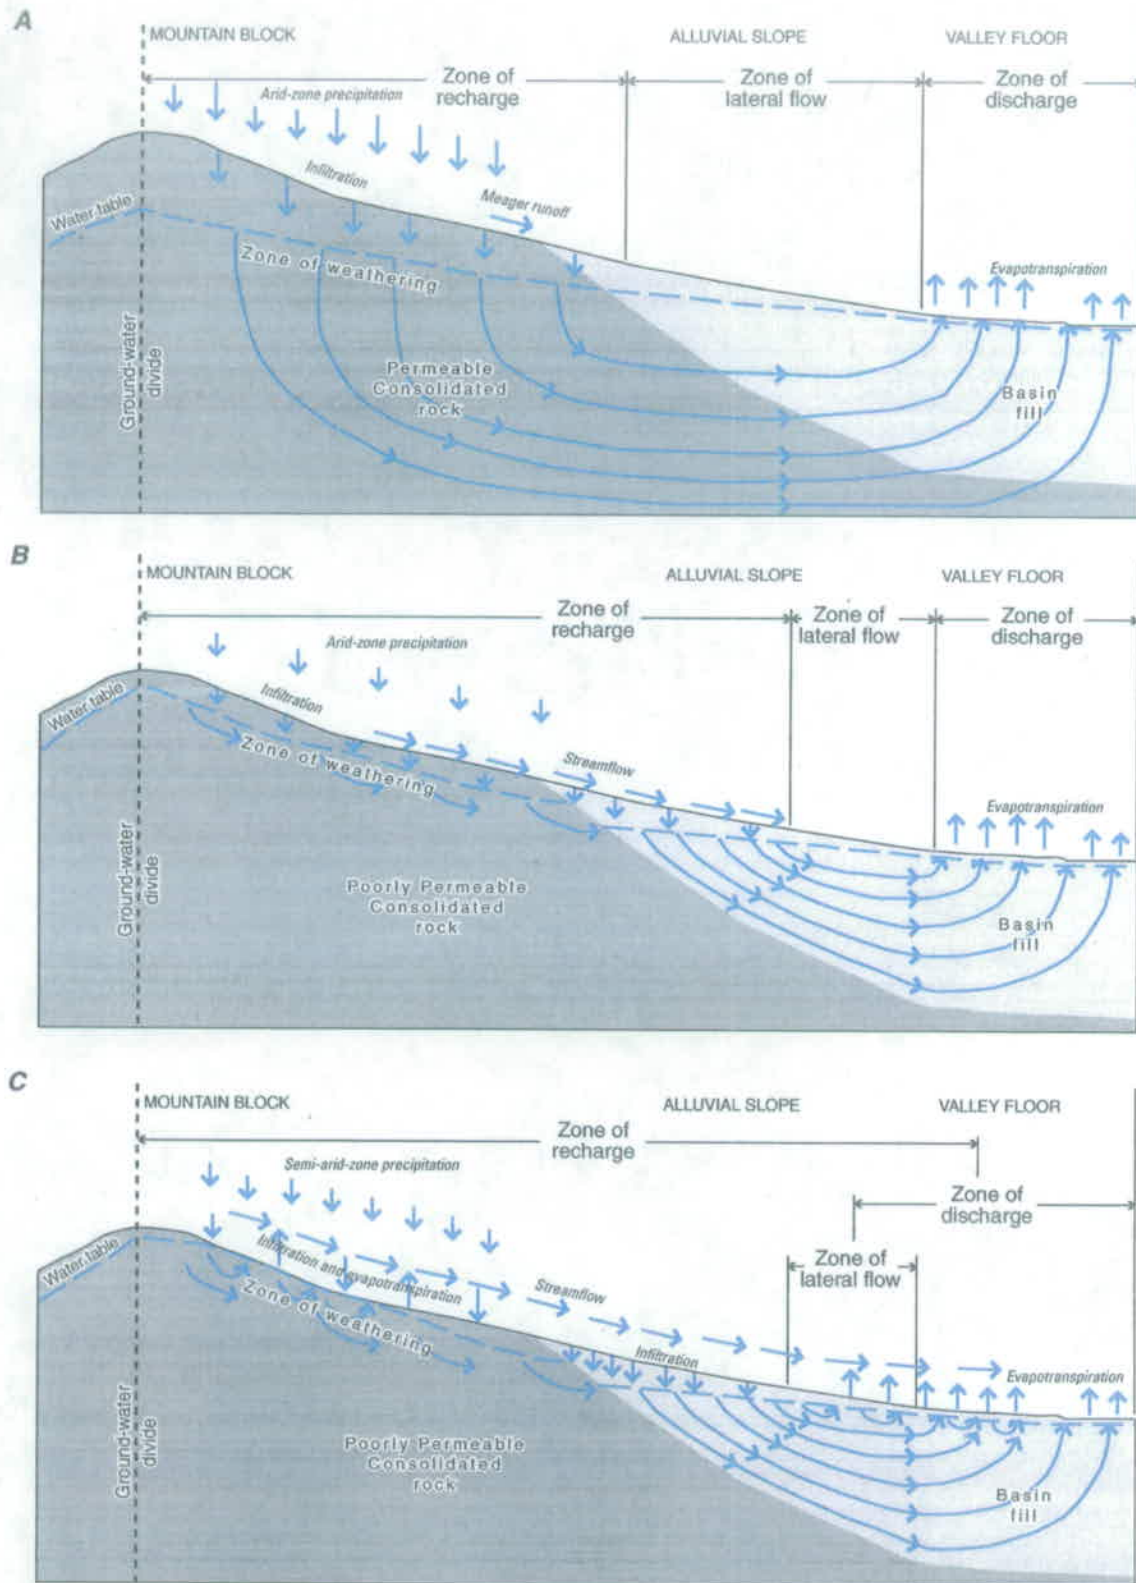 A
MOUNTAIN BLOCK
ALLUVIAL SLOPE
VALLEY FLOOR
Zone of
recharge
Zone of
lateral flow
Zone of
discharge
Arid-zone precipitation
Infiltration
Meager runoff
Water table
Zone of weathering
Evapotranspiration
Ground-water
divide
Permeable
Consolidated
rock
Basin
fill
B
MOUNTAIN BLOCK
ALLUVIAL SLOPE
VALLEY FLOOR
Zone of
recharge
Zone of
lateral flow
Zone of
discharge
Arid-zone precipitation
Infiltration
Water table
Zone of weathering
Streamflow
Evapotranspiration
Ground-water
divide
Poorly Permeable
Consolidated
rock
Basin
fill
C
MOUNTAIN BLOCK
ALLUVIAL SLOPE
VALLEY FLOOR
Zone of
recharge
Semi-arid-zone precipitation
Zone of
discharge
Water table
Infiltration and evapotranspiration
Zone of
lateral flow
Zone of weathering
Streamflow
Infiltration
Evapotranspiration
Ground-water
divide
Poorly Permeable
Consolidated
rock
Basin
fill